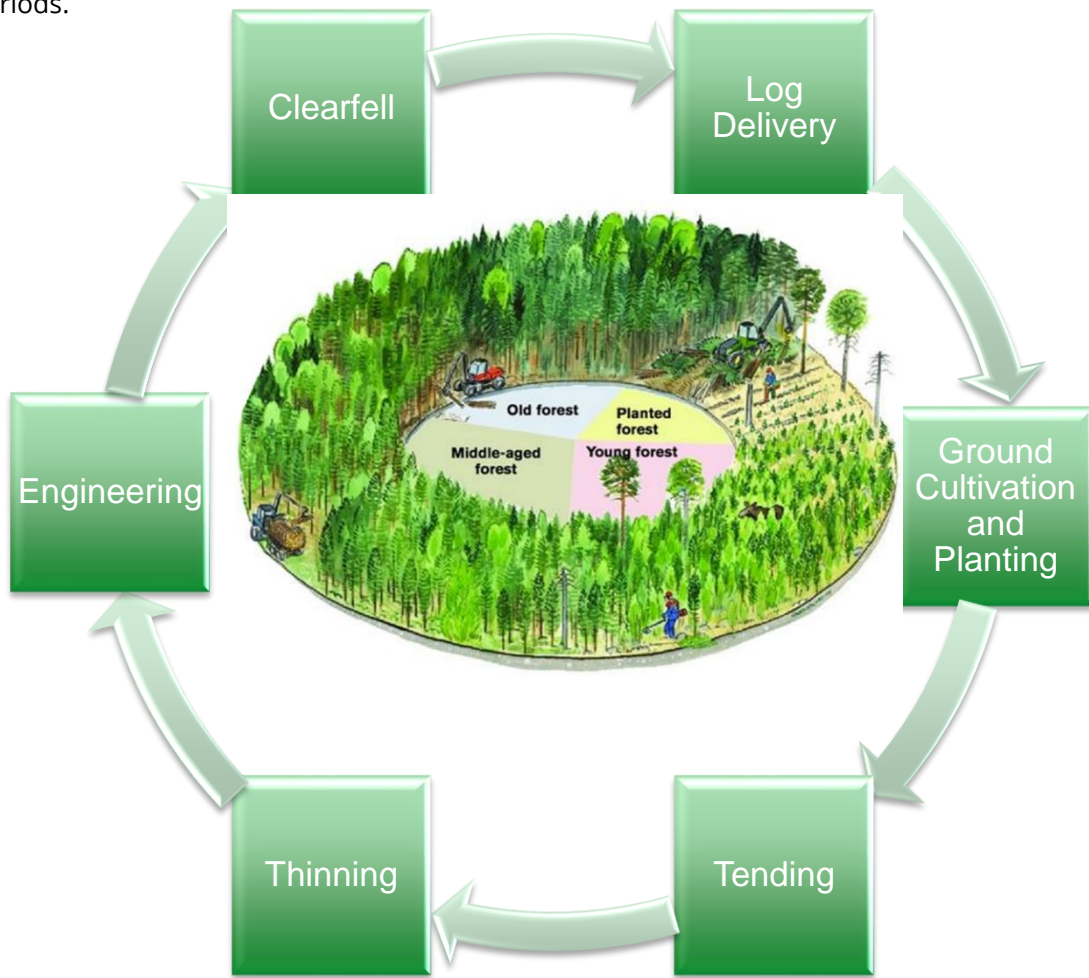 riods.
Clearfell
Log
Delivery
Old forest
Planted
forest
Middle-aged
forest
Young forest
Engineering
Ground
Cultivation
and
Planting
Thinning
Tending